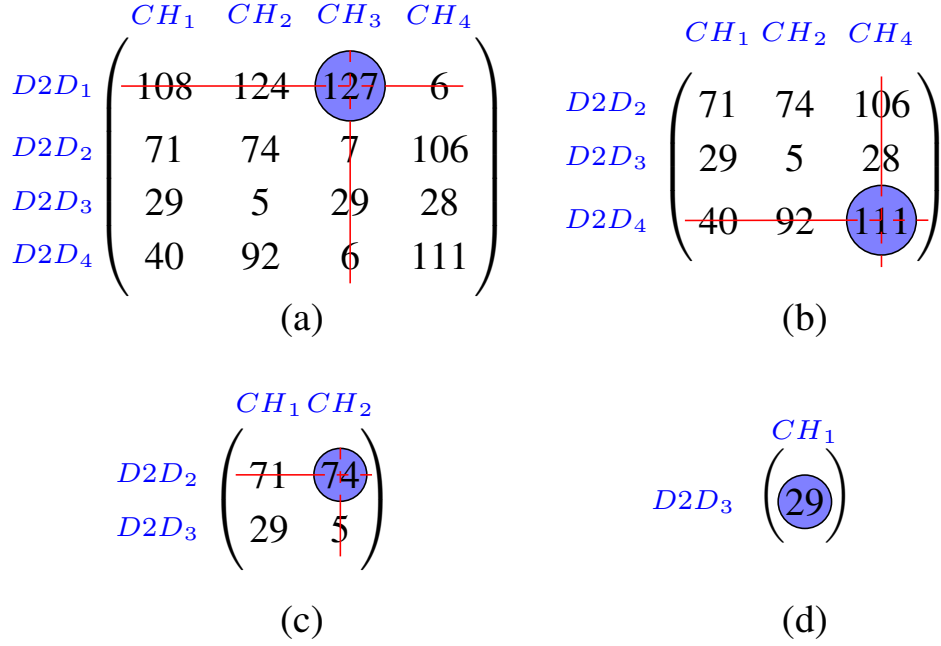 CH₁ CH₂ CH₃ CH₄
D2D₁ 108 124 127 6
D2D₂ 71 74 7 106
D2D₃ 29 5 29 28
D2D₄ 40 92 6 111
(a)
CH₁ CH₂ CH₄
D2D₂ 71 74 106
D2D₃ 29 5 28
D2D₄ 40 92 111
(b)
CH₁ CH₂
D2D₂ 71 74
D2D₃ 29 5
(c)
CH₁
D2D₃ 29
(d)